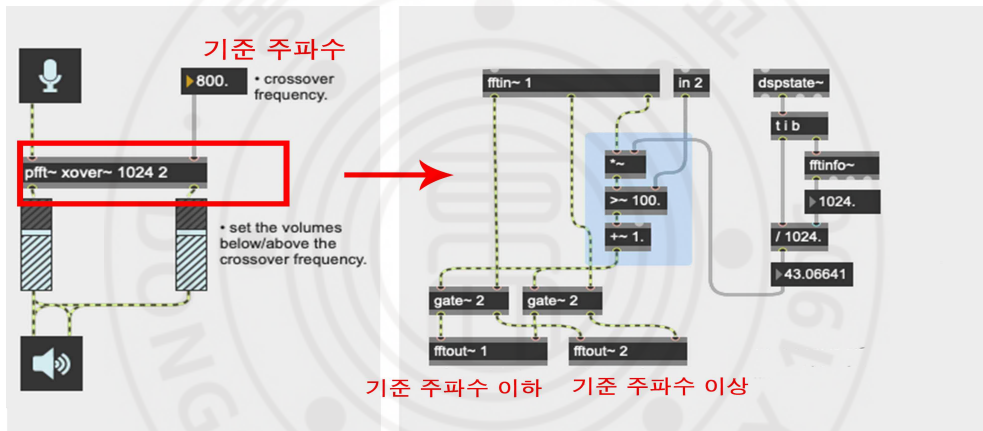 기준 주파수
800.
• crossover
frequency.
pfft~ xover~ 1024 2
• set the volumes
below/above the
crossover frequency.
fftin~ 1
in 2
dspstate~
t i b
*~
fftinfo~
>~ 100.
1024.
+~ 1.
/ 1024.
43.06641
gate~ 2
gate~ 2
fftout~ 1
fftout~ 2
기준 주파수 이하
기준 주파수 이상